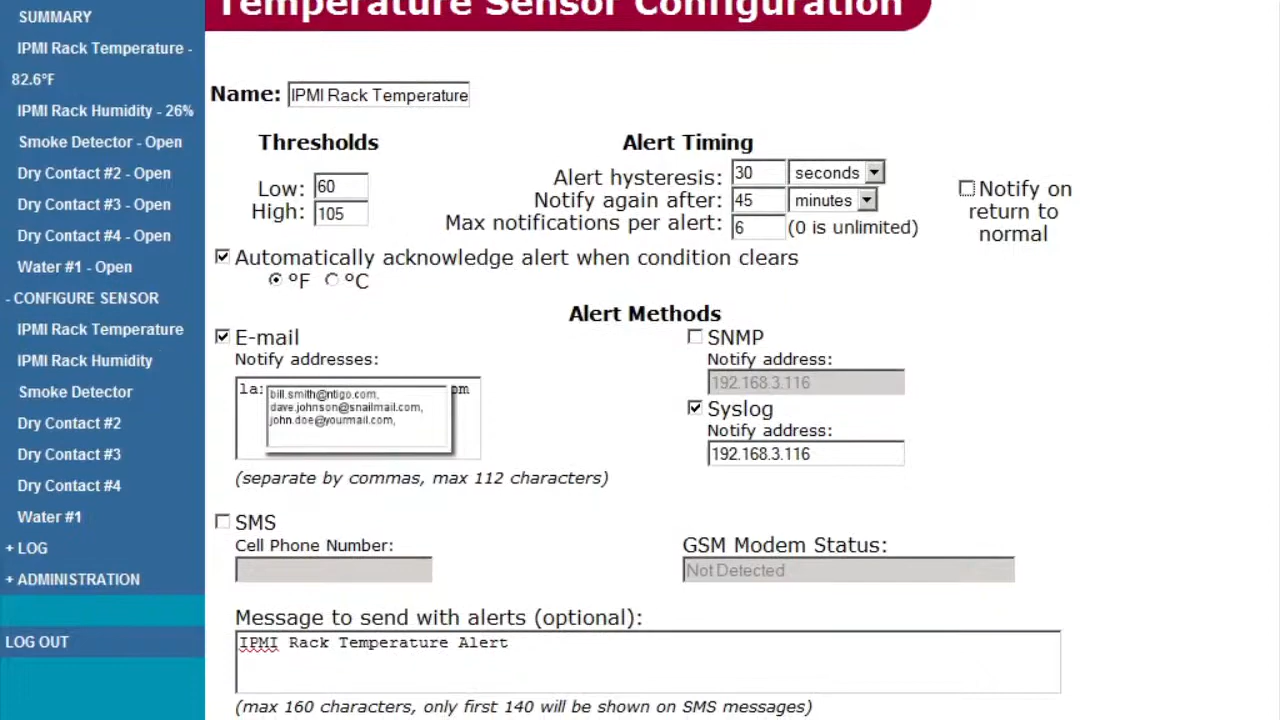 SUMMARY
IPMI Rack Temperature -
82.6°F
IPMI Rack Humidity - 26%
Smoke Detector - Open
Dry Contact #2 - Open
Dry Contact #3 - Open
Dry Contact #4 - Open
Water #1 - Open
- CONFIGURE SENSOR
IPMI Rack Temperature
IPMI Rack Humidity
Smoke Detector
Dry Contact #2
Dry Contact #3
Dry Contact #4
Water #1
+ LOG
+ ADMINISTRATION
LOG OUT
Temperature Sensor Configuration
Name: IPMI Rack Temperature
Thresholds
Low: 60
High: 105
Alert Timing
Alert hysteresis: 30 seconds
Notify again after: 45 minutes
Max notifications per alert: 6 (0 is unlimited)
Notify on
return to
normal
Automatically acknowledge alert when condition clears
°F °C
Alert Methods
E-mail
Notify addresses:
bill.smith@ntigo.com,
dave.johnson@snailmail.com,
john.doe@yourmail.com,
(separate by commas, max 112 characters)
SNMP
Notify address:
192.168.3.116
Syslog
Notify address:
192.168.3.116
SMS
Cell Phone Number:
GSM Modem Status:
Not Detected
Message to send with alerts (optional):
IPMI Rack Temperature Alert
(max 160 characters, only first 140 will be shown on SMS messages)